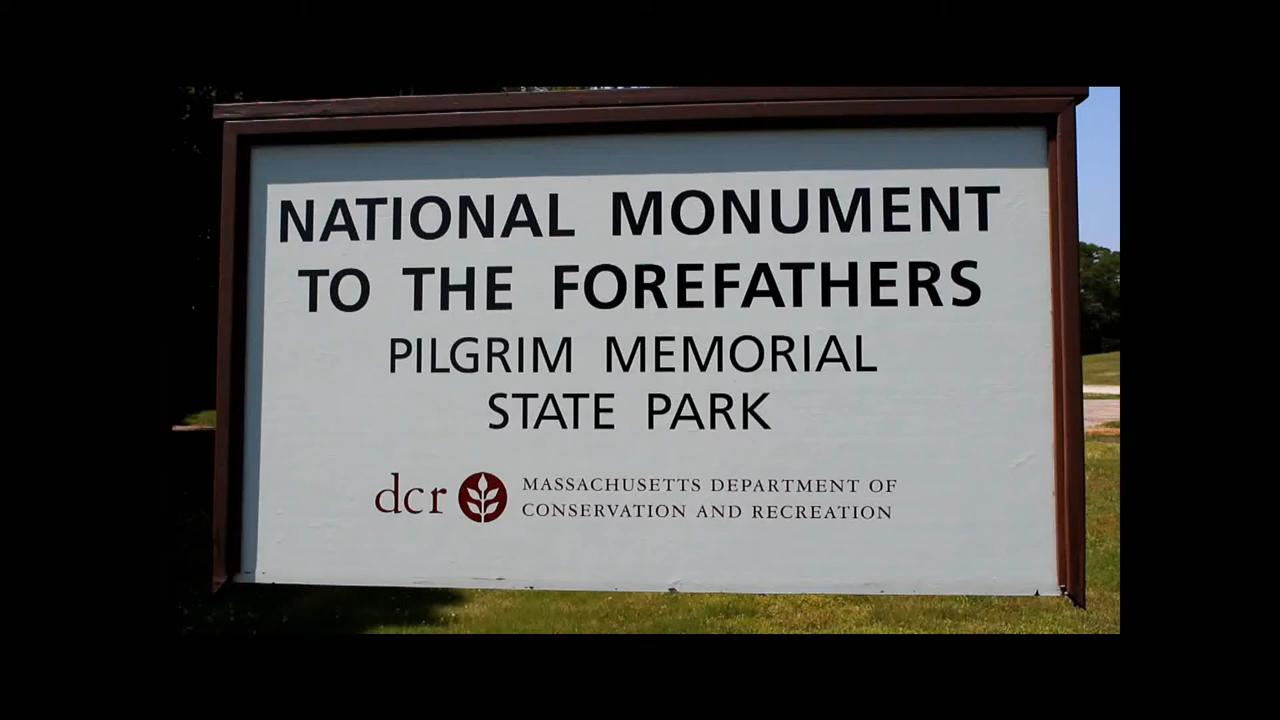 NATIONAL MONUMENT
TO THE FOREFATHERS
PILGRIM MEMORIAL
STATE PARK
dcr MASSACHUSETTS DEPARTMENT OF
CONSERVATION AND RECREATION